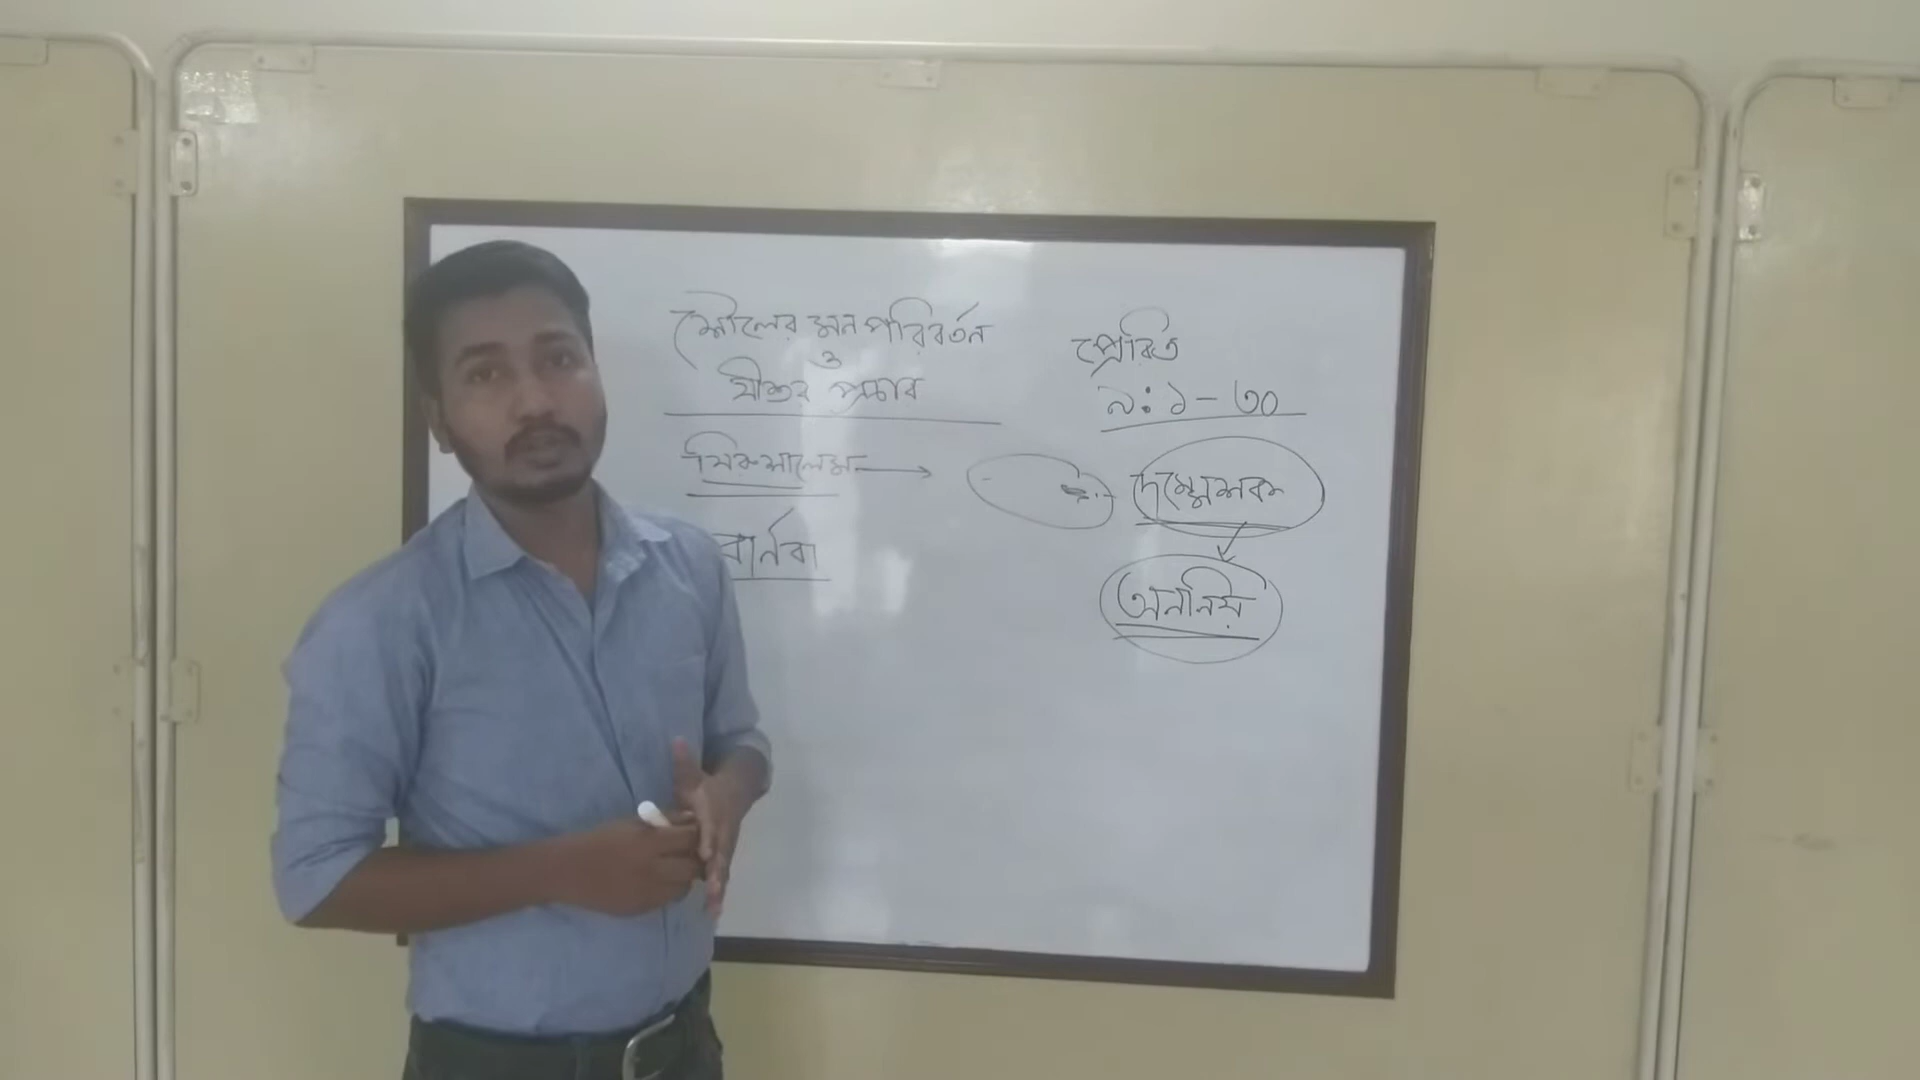 শৌলের মন পরিবর্তন
ও
যীশুর প্রচার
প্রেরিত
৯: ১ - ৩০
যিরুসালেম
দম্মেশক
বার্নবা
অননিয়